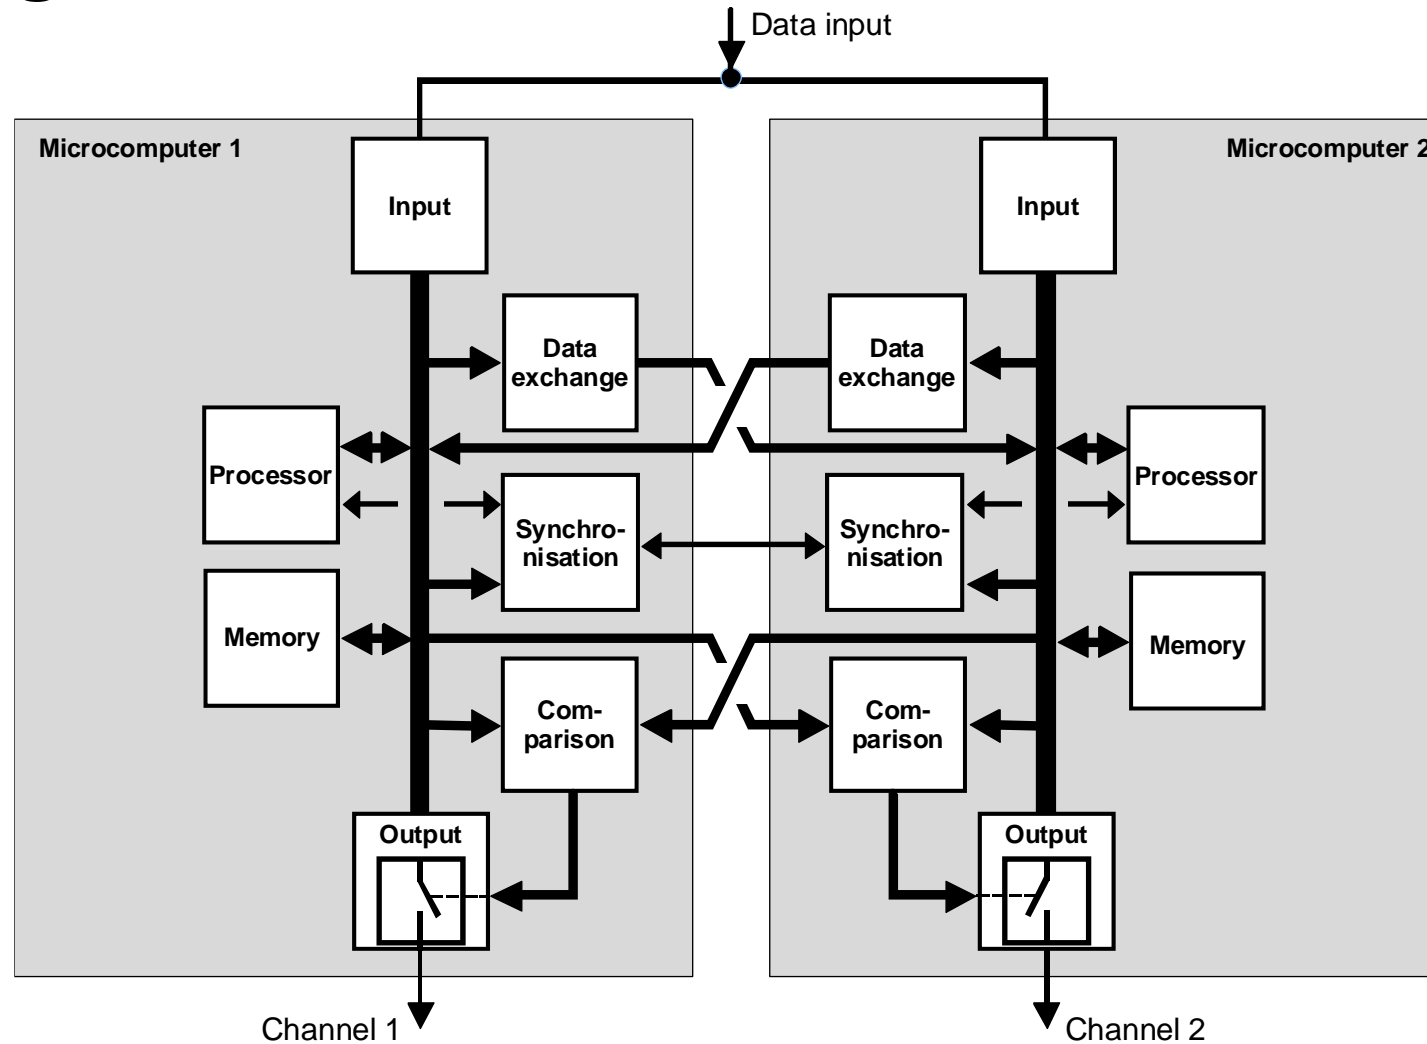 Data input
Microcomputer 1
Microcomputer 2
Input
Input
Data
exchange
Data
exchange
Processor
Processor
Synchro-
nisation
Synchro-
nisation
Memory
Memory
Com-
parison
Com-
parison
Output
Output
Channel 1
Channel 2